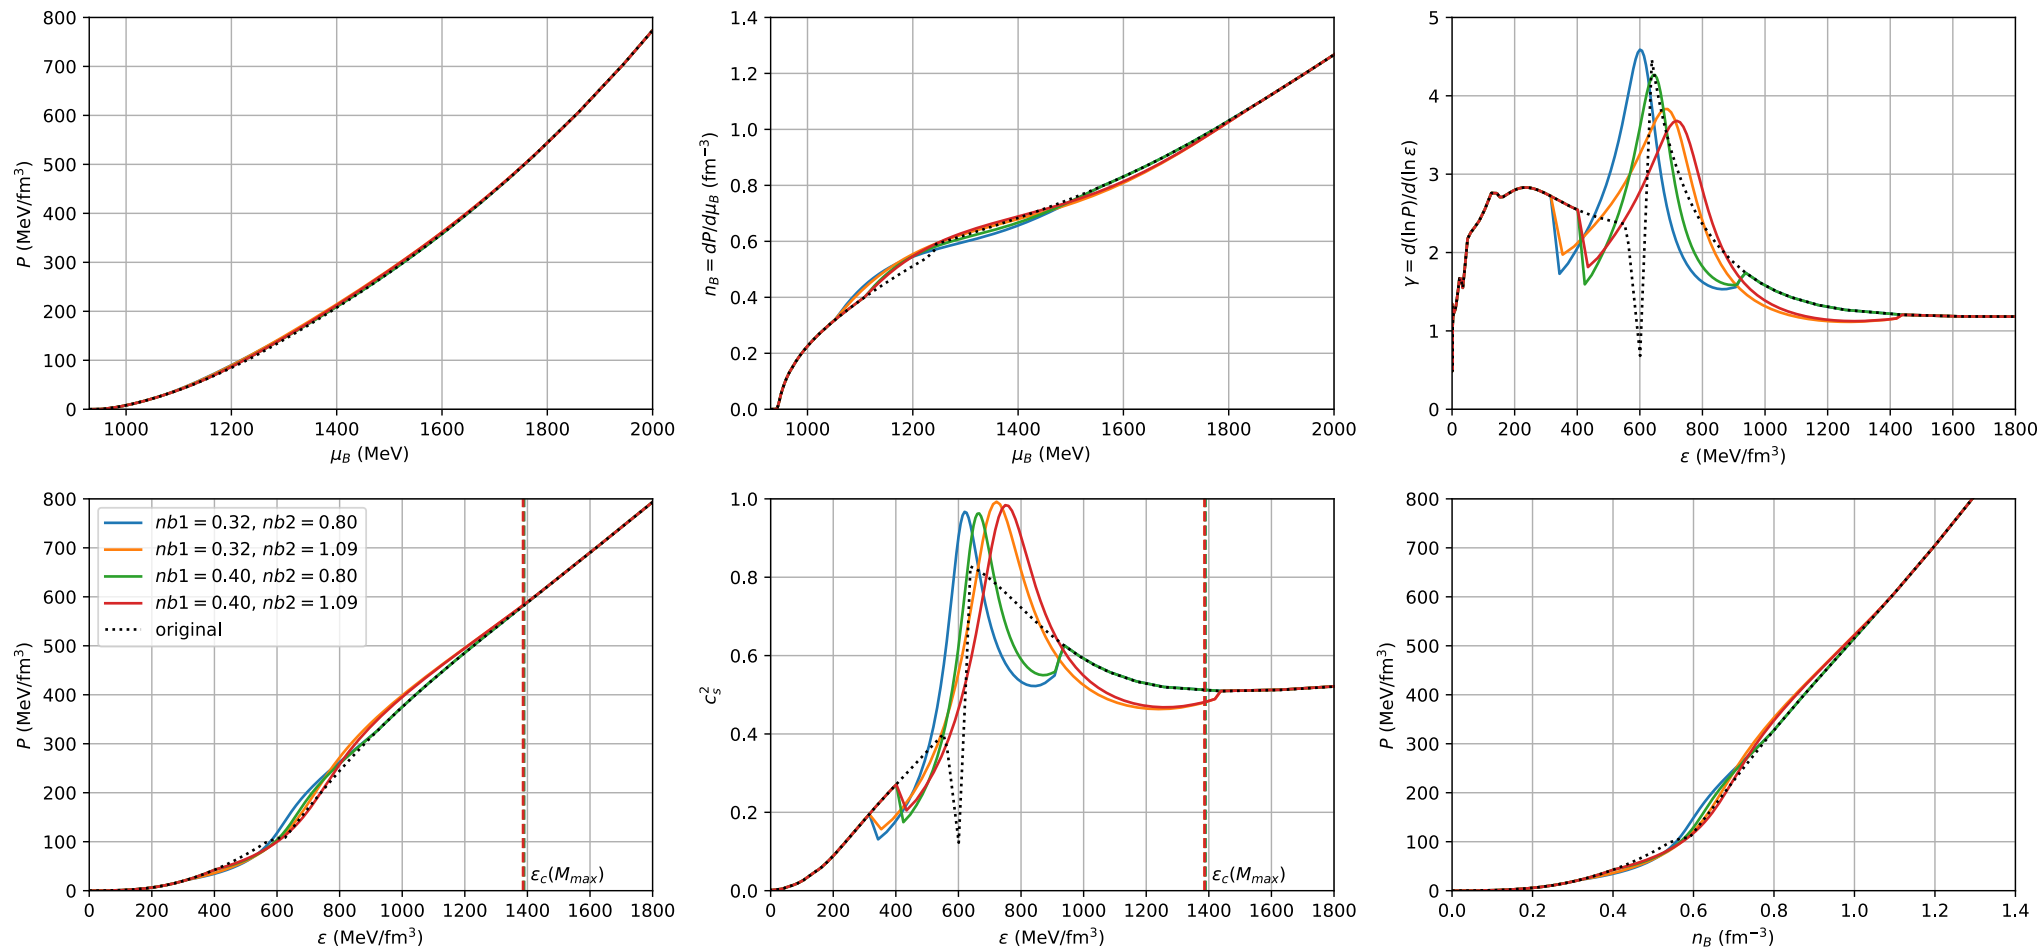 800
700
600
500
400
300
200
100
0
P (MeV/fm³)
1000 1200 1400 1600 1800 2000
μ_B (MeV)
1.4
1.2
1.0
0.8
0.6
0.4
0.2
0.0
n_B = dP/dμ_B (fm⁻³)
1000 1200 1400 1600 1800 2000
μ_B (MeV)
5
4
3
2
1
0
γ = d(ln P)/d(ln ε)
0 200 400 600 800 1000 1200 1400 1600 1800
ε (MeV/fm³)
800
700
600
500
400
300
200
100
0
P (MeV/fm³)
nb1 = 0.32, nb2 = 0.80
nb1 = 0.32, nb2 = 1.09
nb1 = 0.40, nb2 = 0.80
nb1 = 0.40, nb2 = 1.09
original
ε_c(M_max)
0 200 400 600 800 1000 1200 1400 1600 1800
ε (MeV/fm³)
1.0
0.8
0.6
0.4
0.2
0.0
c_s²
ε_c(M_max)
0 200 400 600 800 1000 1200 1400 1600 1800
ε (MeV/fm³)
800
700
600
500
400
300
200
100
0
P (MeV/fm³)
0.0 0.2 0.4 0.6 0.8 1.0 1.2 1.4
n_B (fm⁻³)